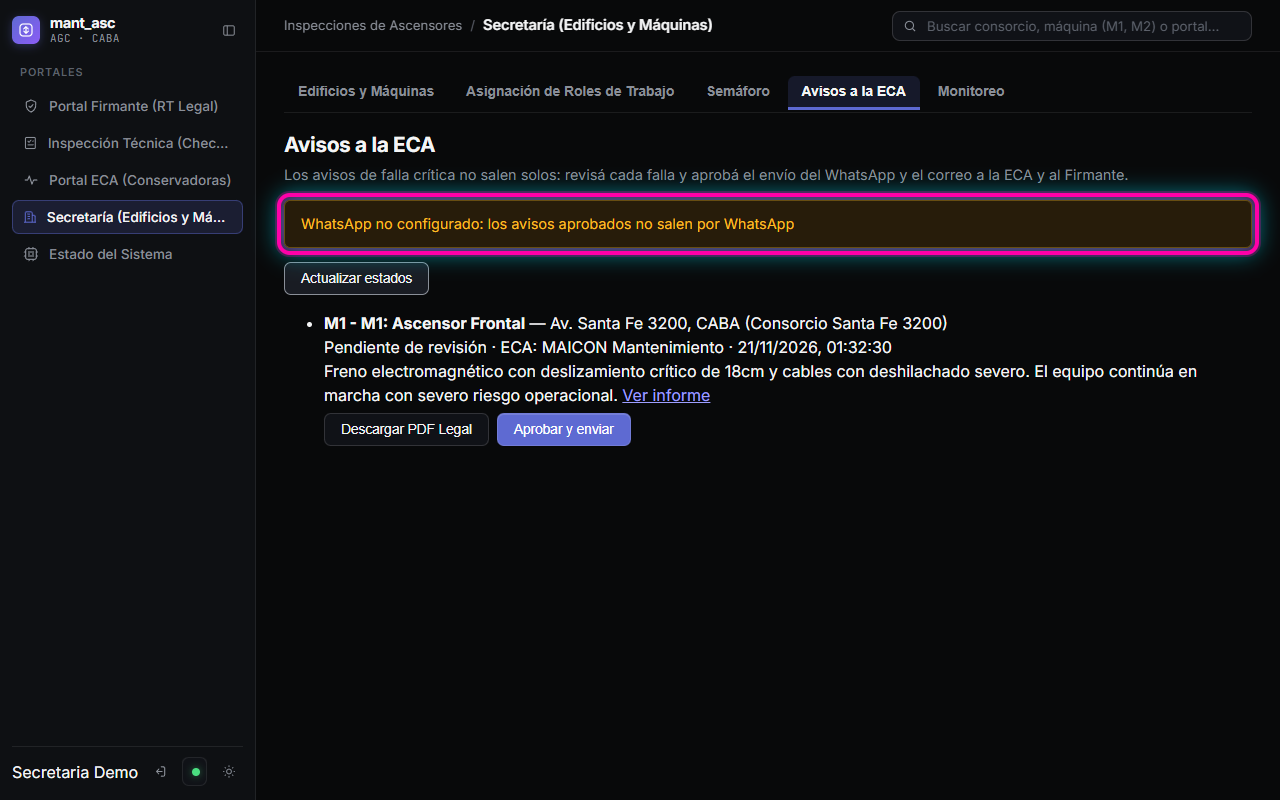 mant_asc
AGC · CABA
PORTALES
Portal Firmante (RT Legal)
Inspección Técnica (Chec...
Portal ECA (Conservadoras)
Secretaría (Edificios y Má...
Estado del Sistema
Secretaria Demo
Inspecciones de Ascensores / Secretaría (Edificios y Máquinas)
Buscar consorcio, máquina (M1, M2) o portal...
Edificios y Máquinas Asignación de Roles de Trabajo Semáforo Avisos a la ECA Monitoreo
Avisos a la ECA
Los avisos de falla crítica no salen solos: revisá cada falla y aprobá el envío del WhatsApp y el correo a la ECA y al Firmante.
WhatsApp no configurado: los avisos aprobados no salen por WhatsApp
Actualizar estados
• M1 - M1: Ascensor Frontal — Av. Santa Fe 3200, CABA (Consorcio Santa Fe 3200)
Pendiente de revisión · ECA: MAICON Mantenimiento · 21/11/2026, 01:32:30
Freno electromagnético con deslizamiento crítico de 18cm y cables con deshilachado severo. El equipo continúa en
marcha con severo riesgo operacional. Ver informe
Descargar PDF Legal Aprobar y enviar